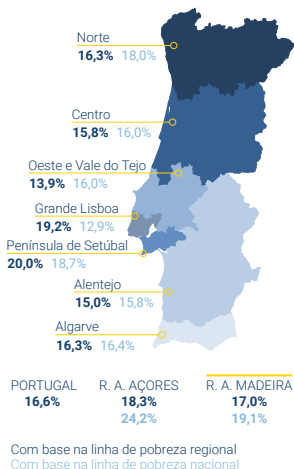 Norte
16,3% 18,0%
Centro
15,8% 16,0%
Oeste e Vale do Tejo
13,9% 16,0%
Grande Lisboa
19,2% 12,9%
Península de Setúbal
20,0% 18,7%
Alentejo
15,0% 15,8%
Algarve
16,3% 16,4%
PORTUGAL R. A. AÇORES R. A. MADEIRA
16,6% 18,3% 17,0%
24,2% 19,1%
Com base na linha de pobreza regional
Com base na linha de pobreza nacional